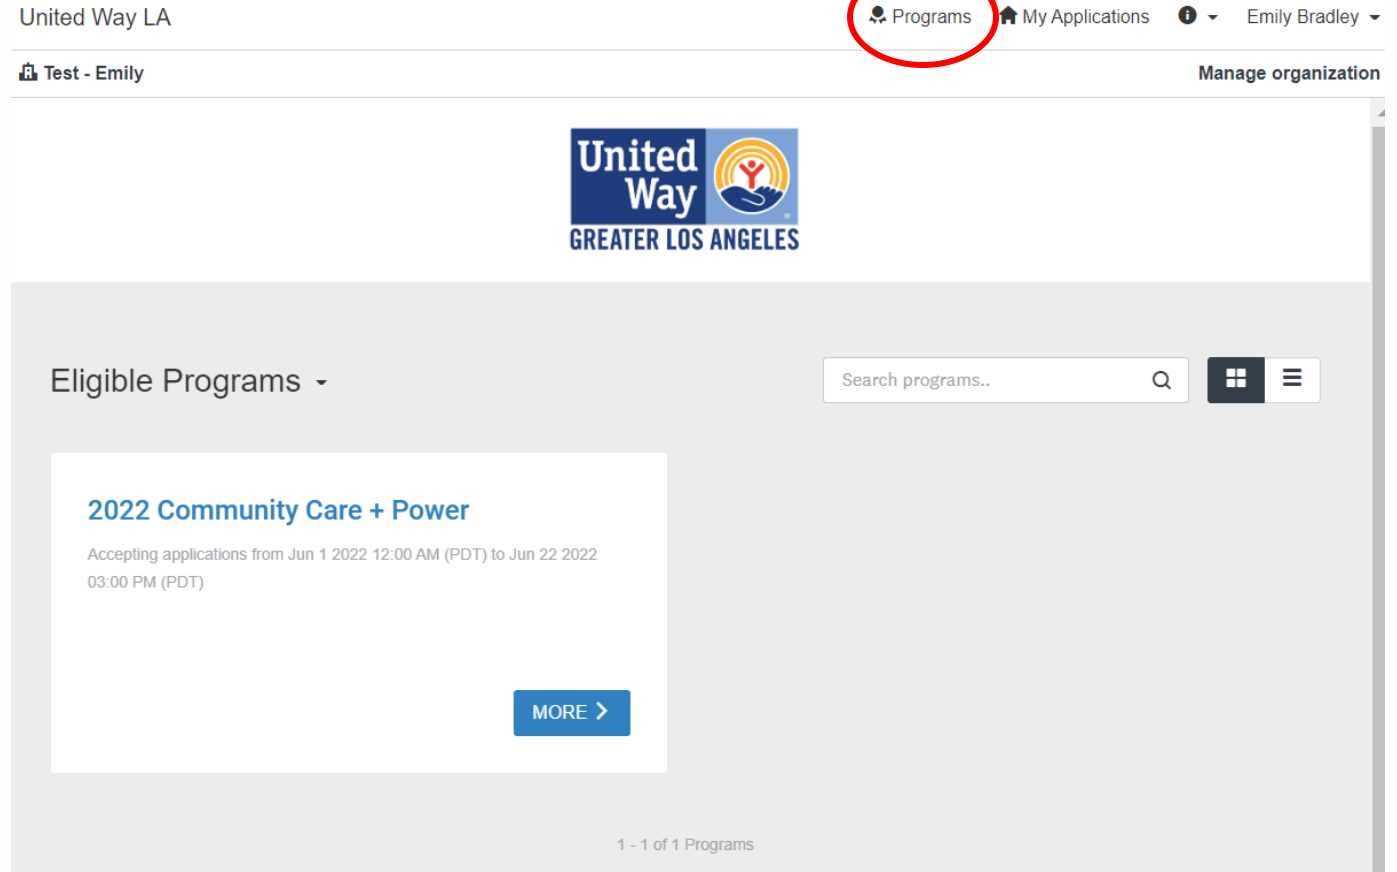 United Way LA
Programs
My Applications
Emily Bradley
Test - Emily
Manage organization
United
Way
GREATER LOS ANGELES
Eligible Programs
Search programs..
2022 Community Care + Power
Accepting applications from Jun 1 2022 12:00 AM (PDT) to Jun 22 2022
03:00 PM (PDT)
MORE
1 - 1 of 1 Programs